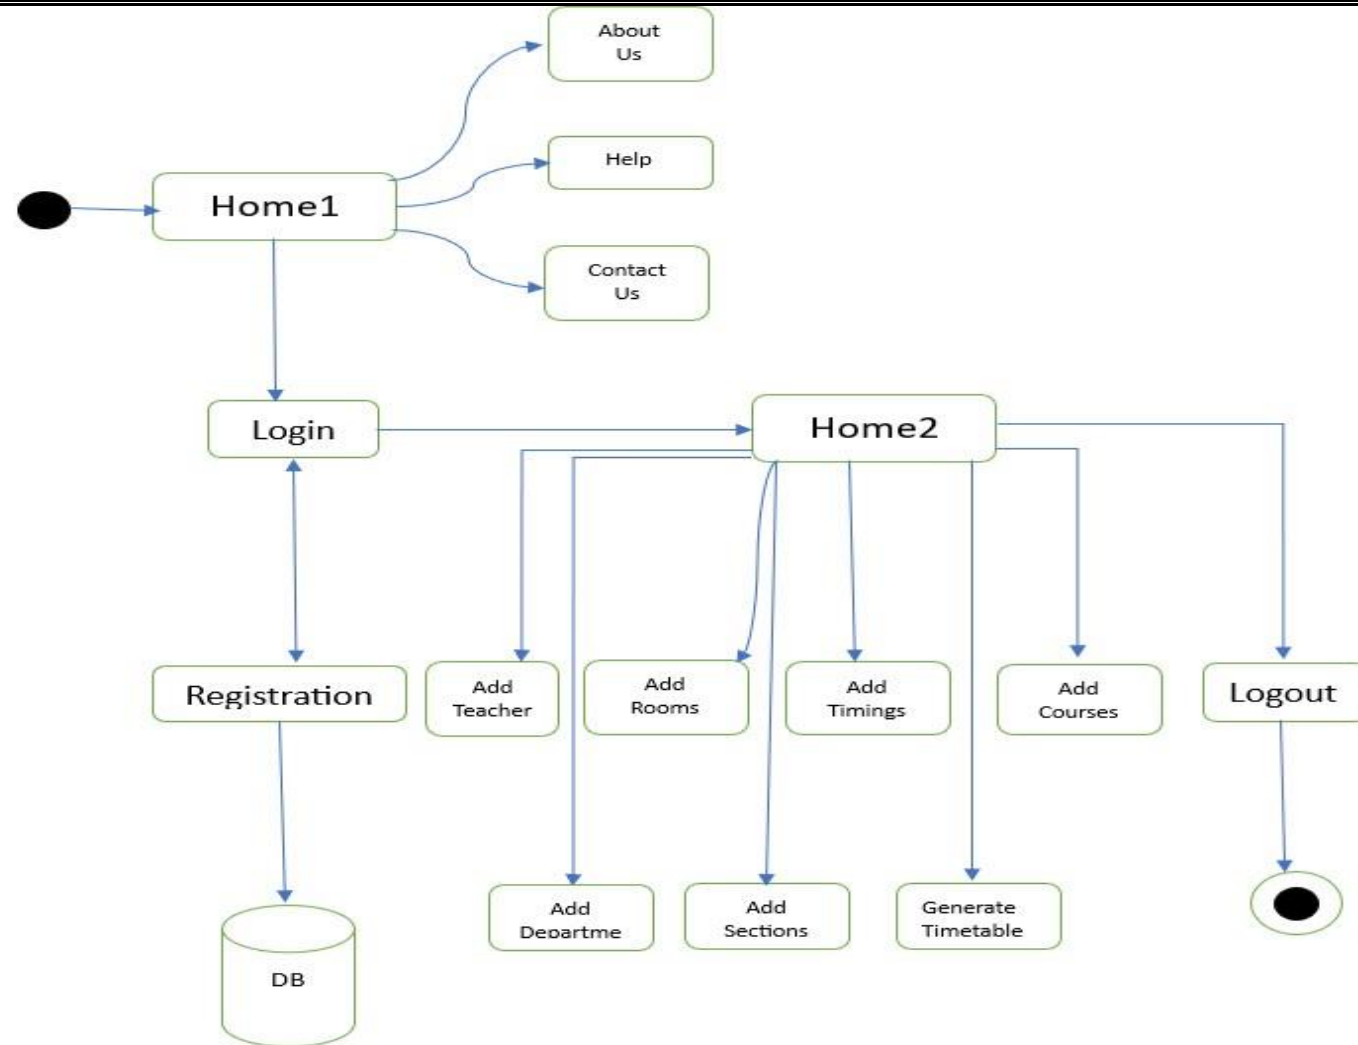 About
Us
Help
Home1
Contact
Us
Login
Home2
Registration
Add
Teacher
Add
Rooms
Add
Timings
Add
Courses
Logout
Add
Departme
Add
Sections
Generate
Timetable
DB